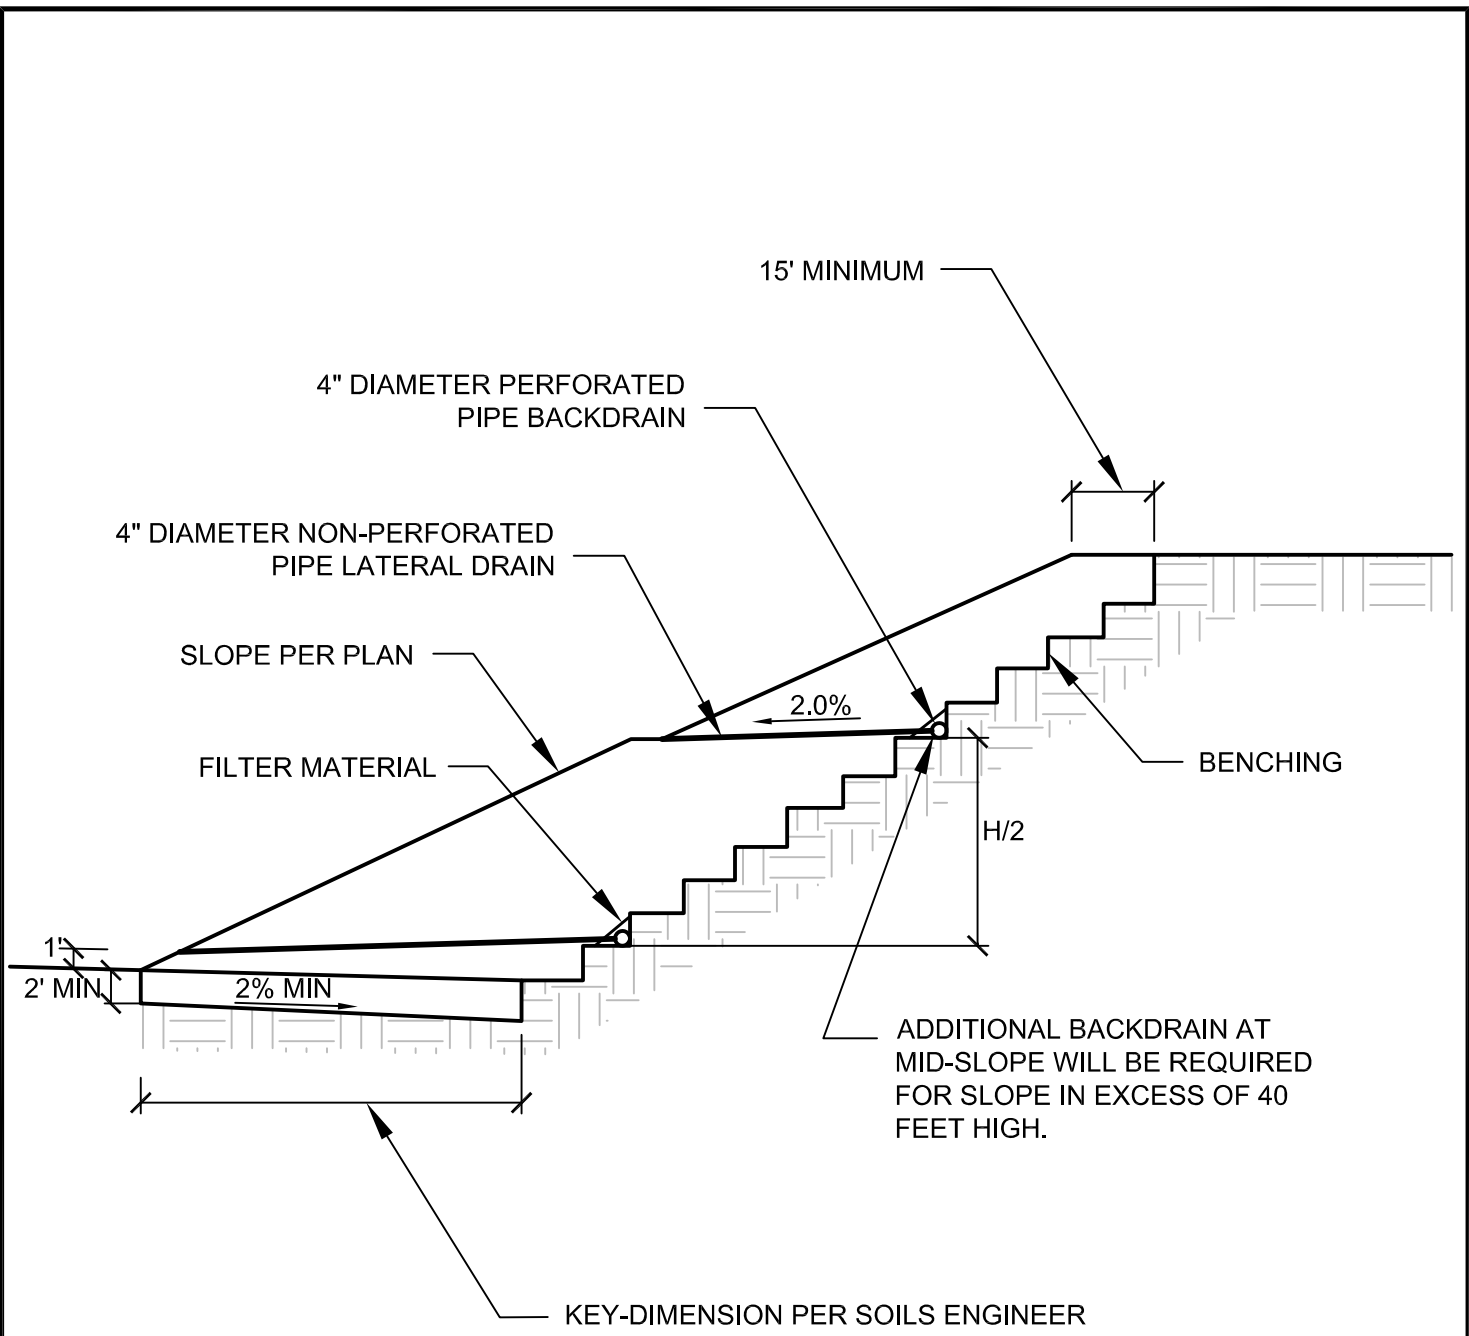 15' MINIMUM
4" DIAMETER PERFORATED
PIPE BACKDRAIN
4" DIAMETER NON-PERFORATED
PIPE LATERAL DRAIN
SLOPE PER PLAN
2.0%
FILTER MATERIAL
BENCHING
H/2
1'
2' MIN
2% MIN
ADDITIONAL BACKDRAIN AT
MID-SLOPE WILL BE REQUIRED
FOR SLOPE IN EXCESS OF 40
FEET HIGH.
KEY-DIMENSION PER SOILS ENGINEER